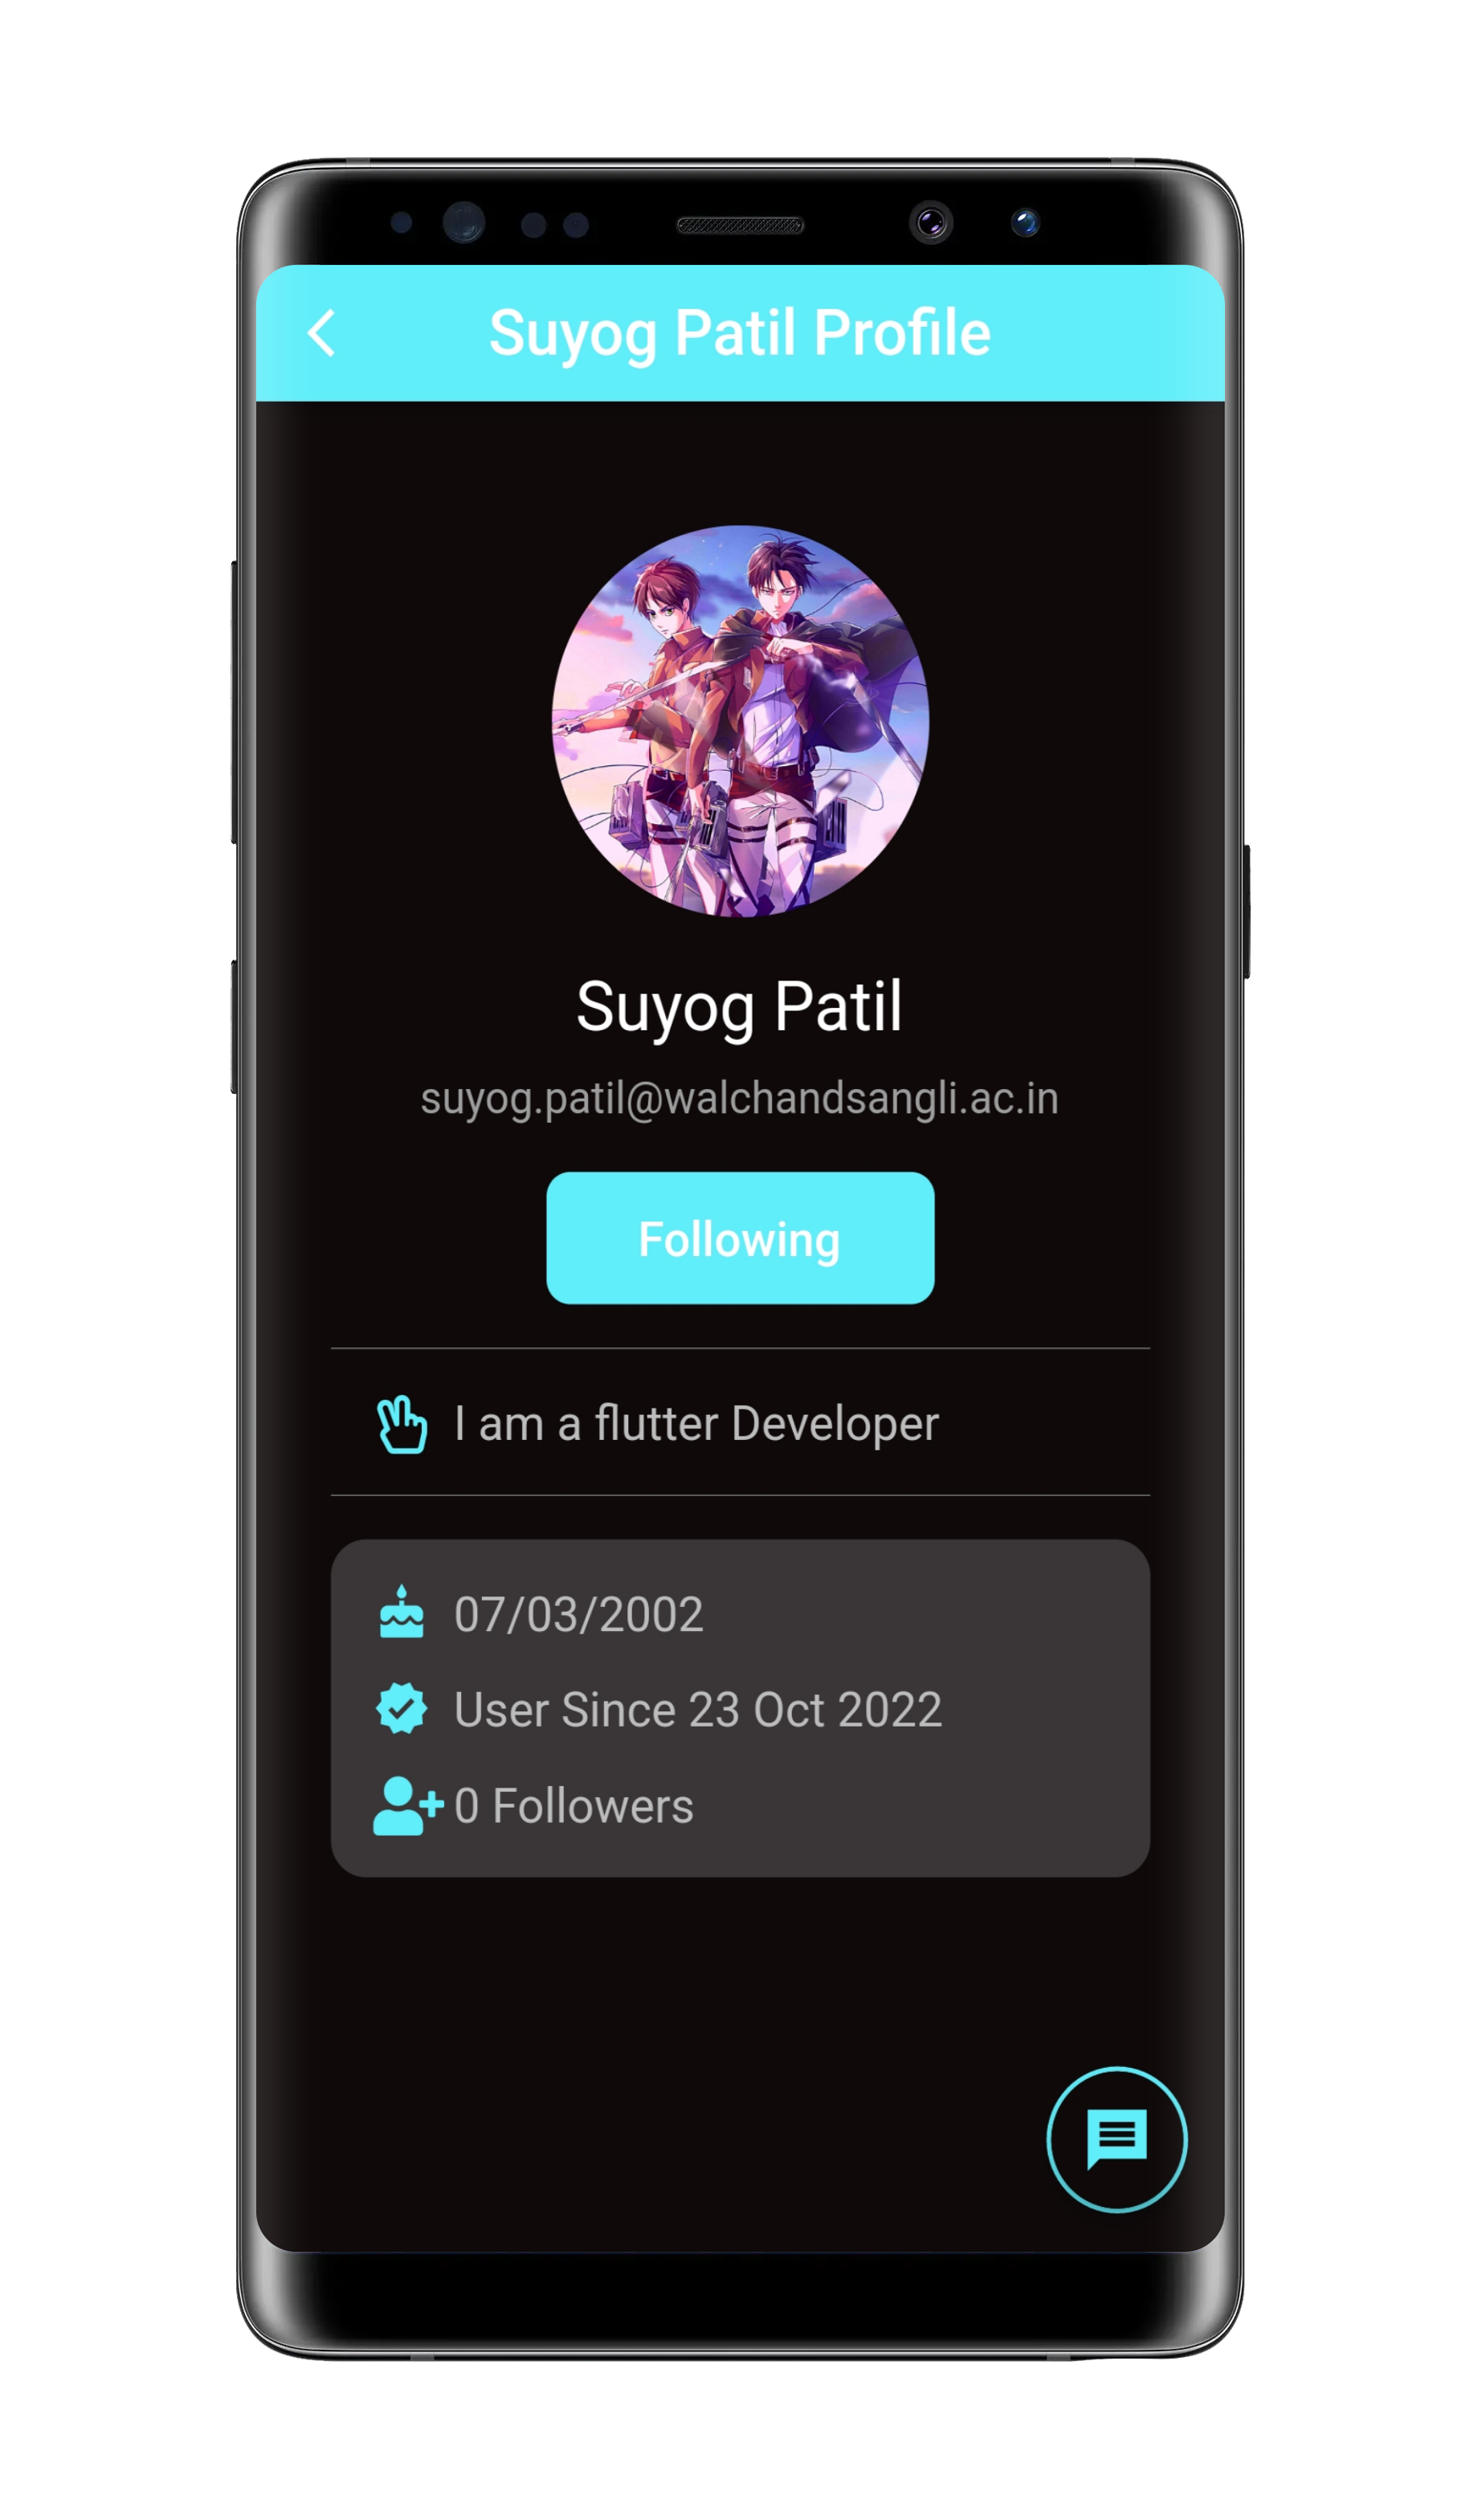 Suyog Patil Profile
Suyog Patil
suyog.patil@walchandsangli.ac.in
Following
I am a flutter Developer
07/03/2002
User Since 23 Oct 2022
0 Followers